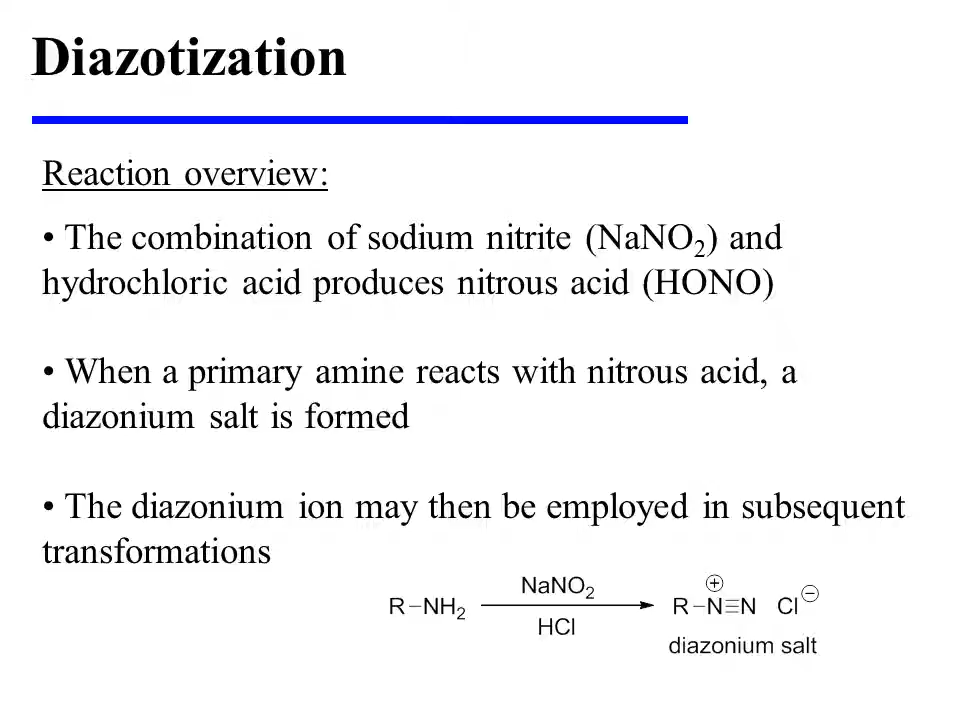 Diazotization
Reaction overview:
• The combination of sodium nitrite (NaNO₂) and
hydrochloric acid produces nitrous acid (HONO)
• When a primary amine reacts with nitrous acid, a
diazonium salt is formed
• The diazonium ion may then be employed in subsequent
transformations
NaNO₂
R–NH₂ ⟶ R–N≡N Cl
⊕ ⊖
HCl
diazonium salt